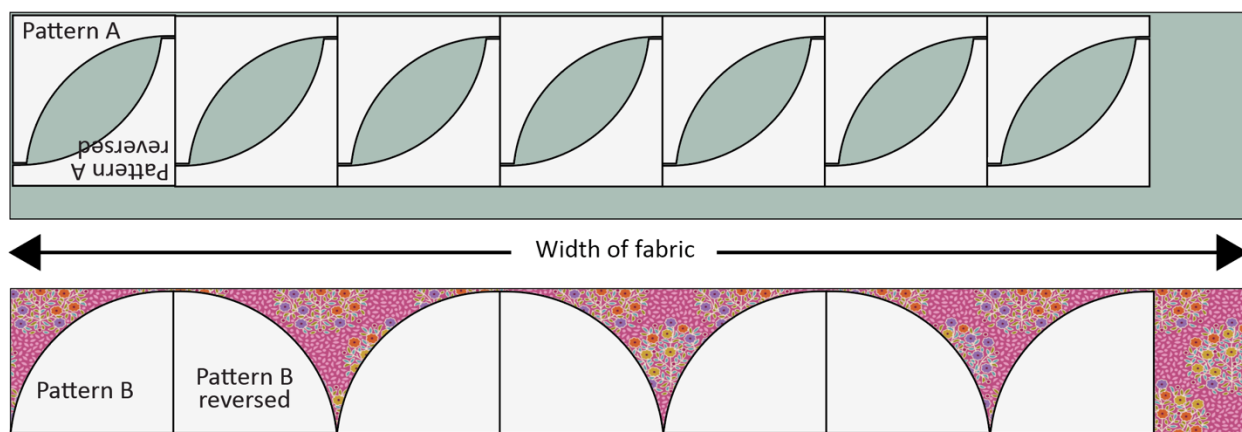 Pattern A
Pattern A
reversed
Width of fabric
Pattern B
Pattern B
reversed